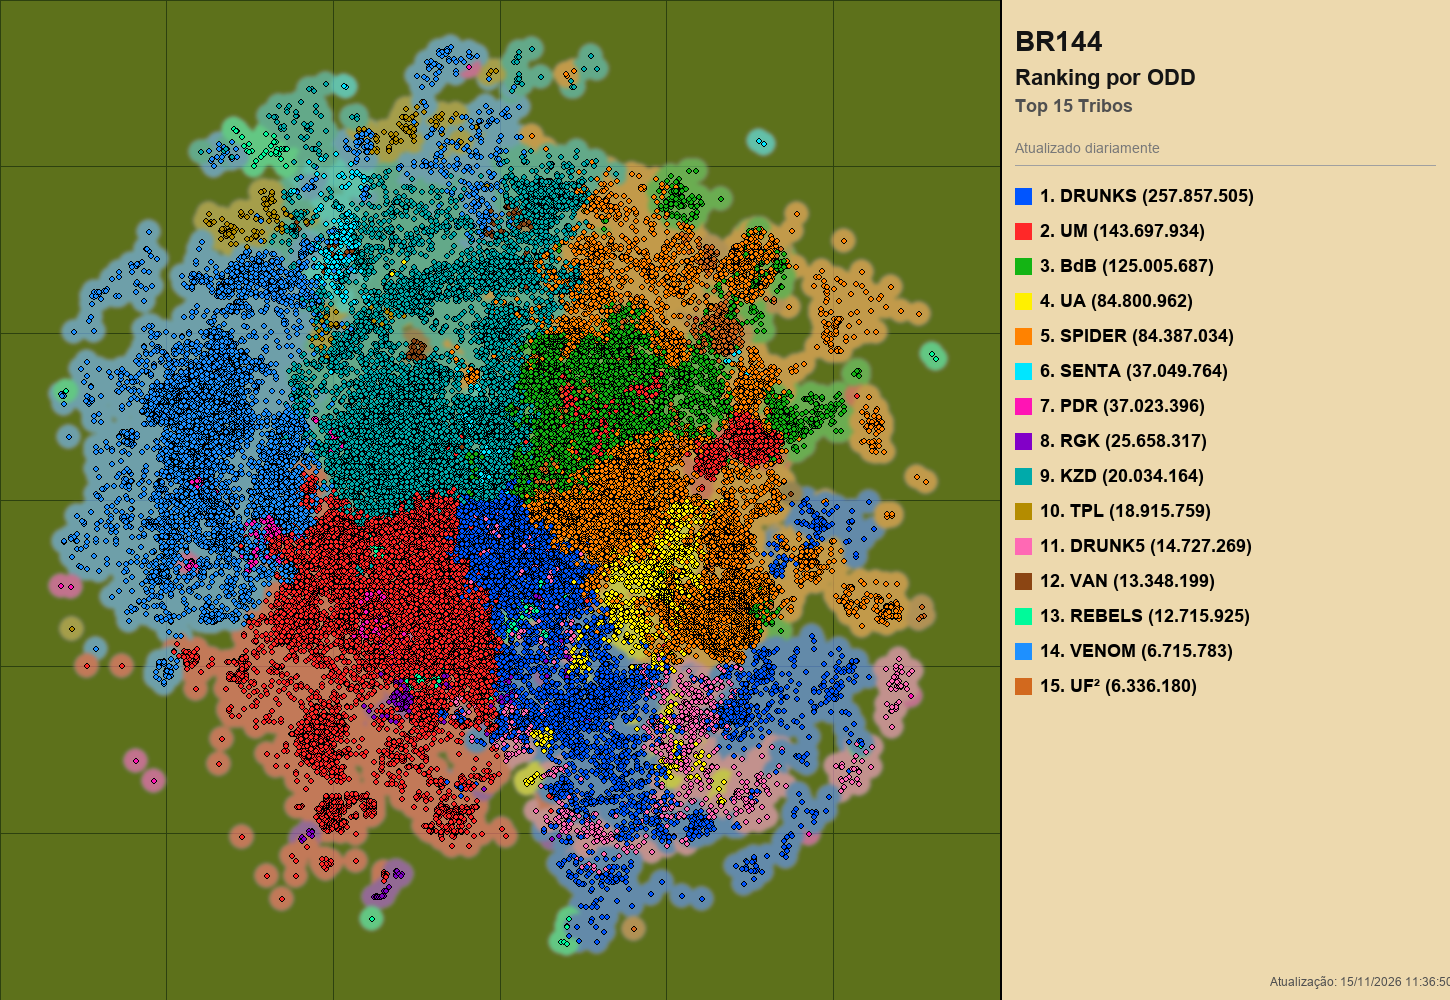 BR144
Ranking por ODD
Top 15 Tribos
Atualizado diariamente
1. DRUNKS (257.857.505)
2. UM (143.697.934)
3. BdB (125.005.687)
4. UA (84.800.962)
5. SPIDER (84.387.034)
6. SENTA (37.049.764)
7. PDR (37.023.396)
8. RGK (25.658.317)
9. KZD (20.034.164)
10. TPL (18.915.759)
11. DRUNK5 (14.727.269)
12. VAN (13.348.199)
13. REBELS (12.715.925)
14. VENOM (6.715.783)
15. UF² (6.336.180)
Atualização: 15/11/2026 11:36:50